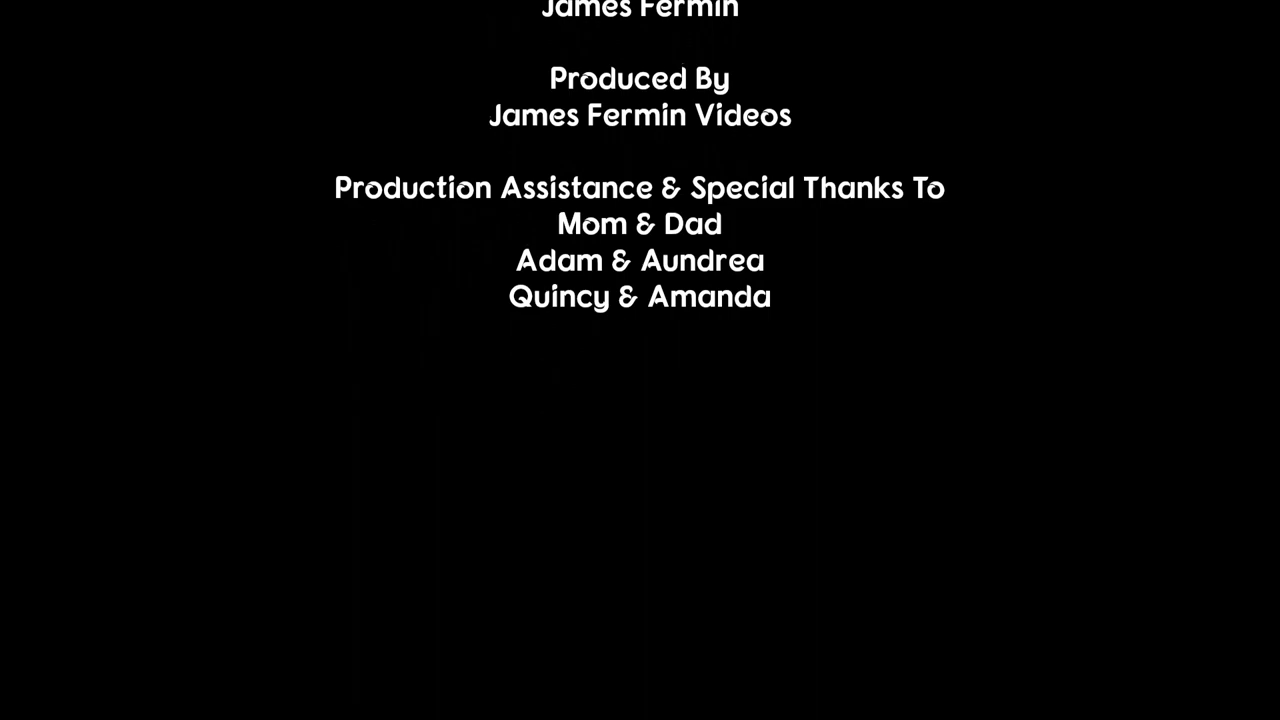 James Fermin
Produced By
James Fermin Videos
Production Assistance & Special Thanks To
Mom & Dad
Adam & Aundrea
Quincy & Amanda